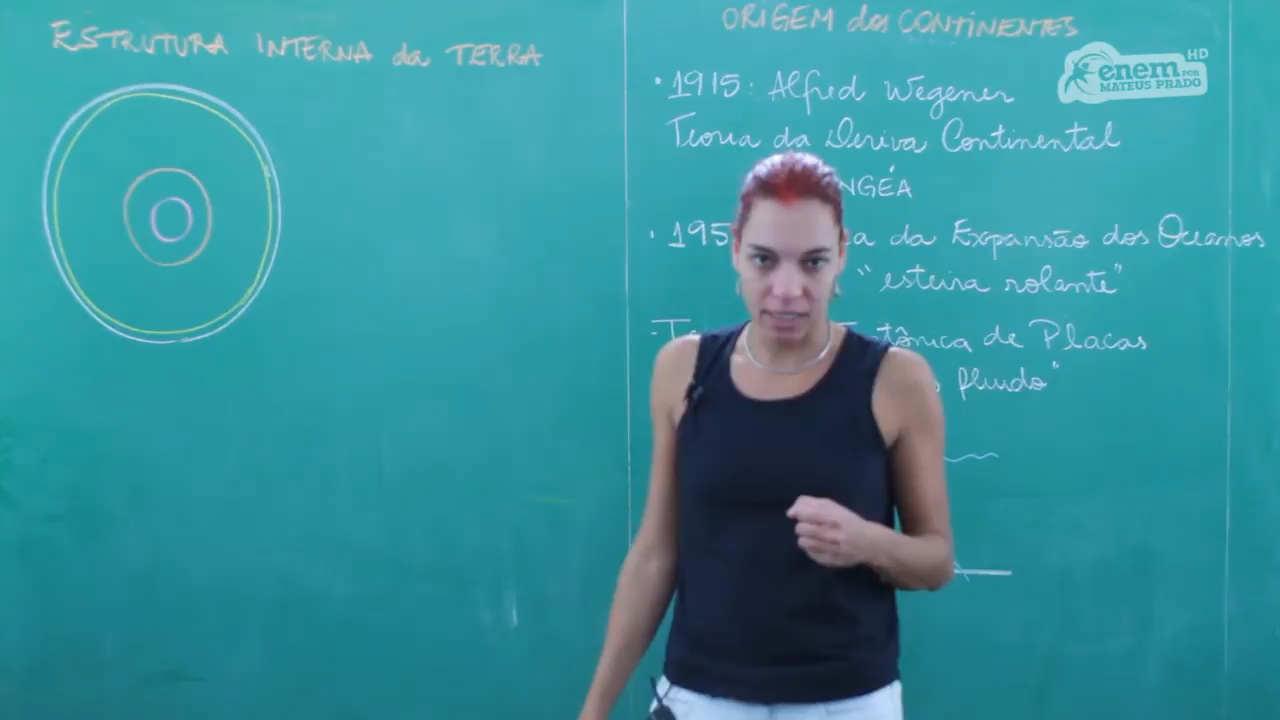 ESTRUTURA INTERNA da TERRA
ORIGEM dos CONTINENTES
enem HD
POR
MATEUS PRADO
• 1915: Alfred Wegener
Teoria da Deriva Continental
NGÉA
• 195 a da Expansão dos Oceanos
"esteira rolante"
tônica de Placas
fluido"